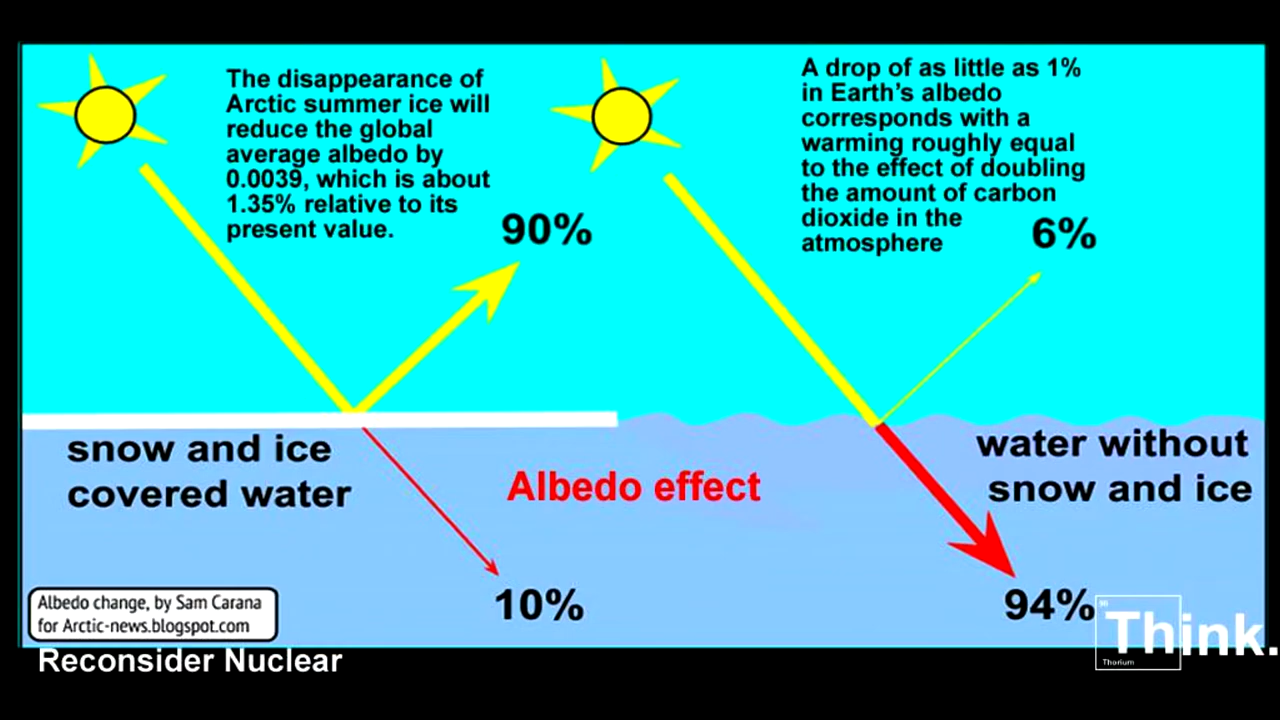 The disappearance of
Arctic summer ice will
reduce the global
average albedo by
0.0039, which is about
1.35% relative to its
present value.
90%
A drop of as little as 1%
in Earth's albedo
corresponds with a
warming roughly equal
to the effect of doubling
the amount of carbon
dioxide in the
atmosphere
6%
snow and ice
covered water
Albedo effect
water without
snow and ice
10%
94%
Albedo change, by Sam Carana
for Arctic-news.blogspot.com
Reconsider Nuclear
90
Think.
Thorium